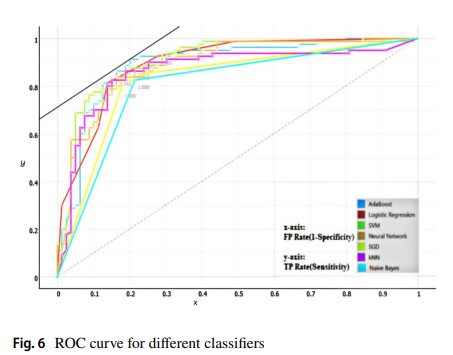 1
0.8
0.6
y
0.4
0.2
0
1.000
x-axis:
FP Rate(1-Specificity)
y-axis:
TP Rate(Sensitivity)
AdaBoost
Logistic Regression
SVM
Neural Network
SGD
kNN
Naive Bayes
0 0.1 0.2 0.3 0.4 0.5 0.6 0.7 0.8 0.9 1
x
Fig. 6 ROC curve for different classifiers